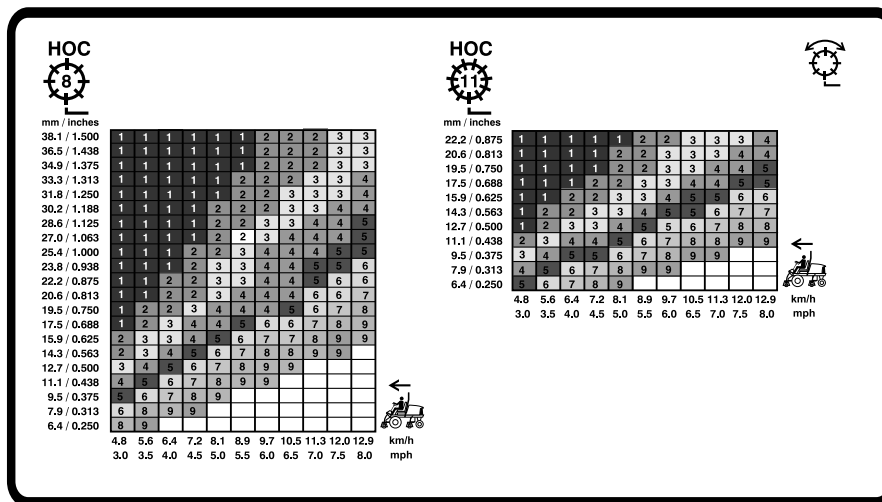 HOC
8
mm / inches
38.1 / 1.500 1 1 1 1 1 1 2 2 2 3 3
36.5 / 1.438 1 1 1 1 1 1 2 2 2 3 3
34.9 / 1.375 1 1 1 1 1 1 2 2 2 3 3
33.3 / 1.313 1 1 1 1 1 2 2 2 3 3 4
31.8 / 1.250 1 1 1 1 1 2 2 3 3 3 4
30.2 / 1.188 1 1 1 1 2 2 2 3 3 4 4
28.6 / 1.125 1 1 1 1 2 2 3 3 4 4 5
27.0 / 1.063 1 1 1 1 2 2 3 3 4 4 5
25.4 / 1.000 1 1 1 2 2 3 3 4 4 5 5
23.8 / 0.938 1 1 1 2 3 3 4 4 5 5 6
22.2 / 0.875 1 1 2 2 3 3 4 4 5 6 6
20.6 / 0.813 1 1 2 2 3 4 4 4 6 6 7
19.5 / 0.750 1 2 2 3 4 4 4 5 6 7 8
17.5 / 0.688 1 2 3 4 4 5 6 6 7 8 9
15.9 / 0.625 2 3 3 4 5 6 7 7 8 9 9
14.3 / 0.563 2 3 4 5 6 7 7 8 9 9
12.7 / 0.500 3 4 5 6 7 8 9 9
11.1 / 0.438 4 5 6 7 8 9 9
9.5 / 0.375 5 6 7 8 9
7.9 / 0.313 6 8 9 9
6.4 / 0.250 8 9
4.8 5.6 6.4 7.2 8.1 8.9 9.7 10.5 11.3 12.0 12.9 km/h
3.0 3.5 4.0 4.5 5.0 5.5 6.0 6.5 7.0 7.5 8.0 mph
HOC
11
mm / inches
22.2 / 0.875 1 1 1 1 1 2 2 3 3 3 4
20.6 / 0.813 1 1 1 1 2 2 3 3 3 4 4
19.5 / 0.750 1 1 1 1 2 2 3 3 4 4 5
17.5 / 0.688 1 1 1 2 2 3 3 4 4 5 5
15.9 / 0.625 1 1 2 2 3 3 4 5 5 6 6
14.3 / 0.563 1 2 2 3 3 4 5 5 6 7 7
12.7 / 0.500 1 2 3 3 4 5 5 6 7 8 8
11.1 / 0.438 2 3 4 4 5 6 7 8 8 9 9
9.5 / 0.375 3 4 5 5 6 7 8 9 9
7.9 / 0.313 4 5 6 7 8 9 9
6.4 / 0.250 5 6 7 8 9
4.8 5.6 6.4 7.2 8.1 8.9 9.7 10.5 11.3 12.0 12.9 km/h
3.0 3.5 4.0 4.5 5.0 5.5 6.0 6.5 7.0 7.5 8.0 mph